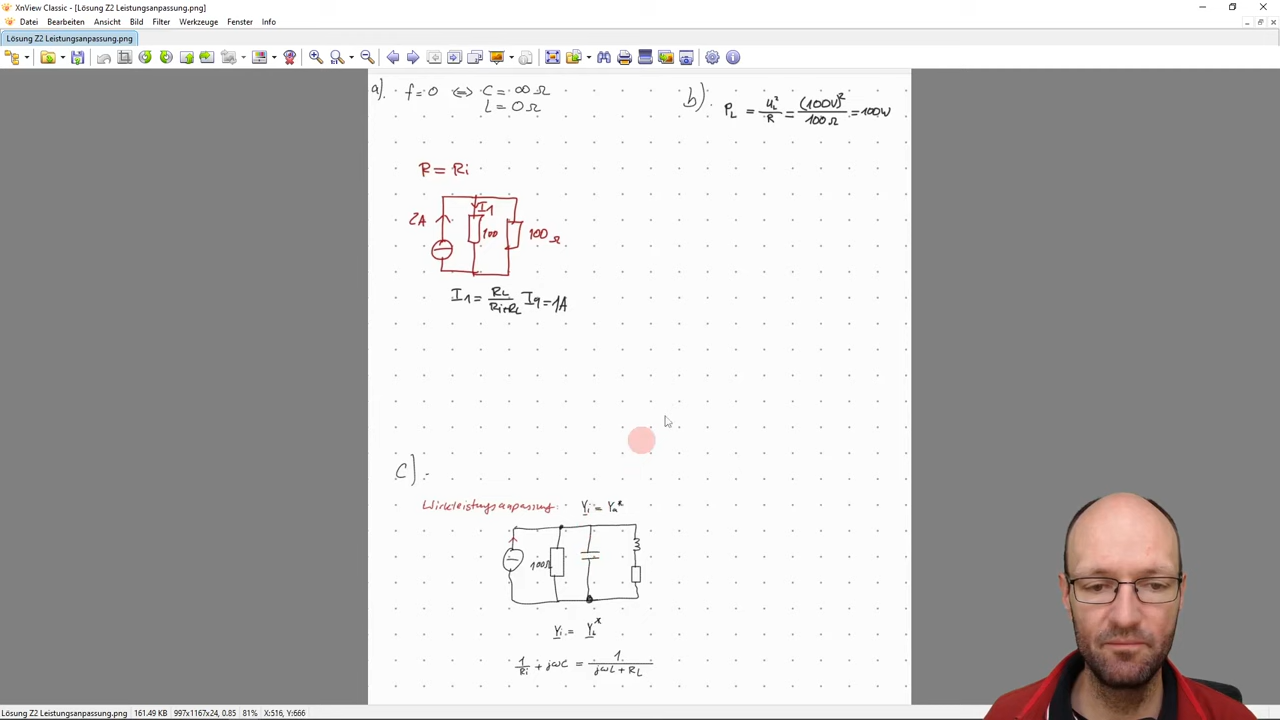 XnView Classic - [Lösung Z2 Leistungsanpassung.png]
Datei Bearbeiten Ansicht Bild Filter Werkzeuge Fenster Info
Lösung Z2 Leistungsanpassung.png
a). f=0 ⇔ C = ∞ Ω
L = 0 Ω
b). P_L = U_L²/R = (100V)²/100Ω = 100W
R = Ri
2A I1 100 100 Ω
I1 = RL/(Ri+RL) Iq = 1A
C).
Wirkleistungsanpassung: Yi = Ya*
100Ω
Yi = YL*
1/Ri + jωC = 1/(jωL + RL)
Lösung Z2 Leistungsanpassung.png 161.49 KB 997x1167x24, 0.85 81% X:516, Y:666